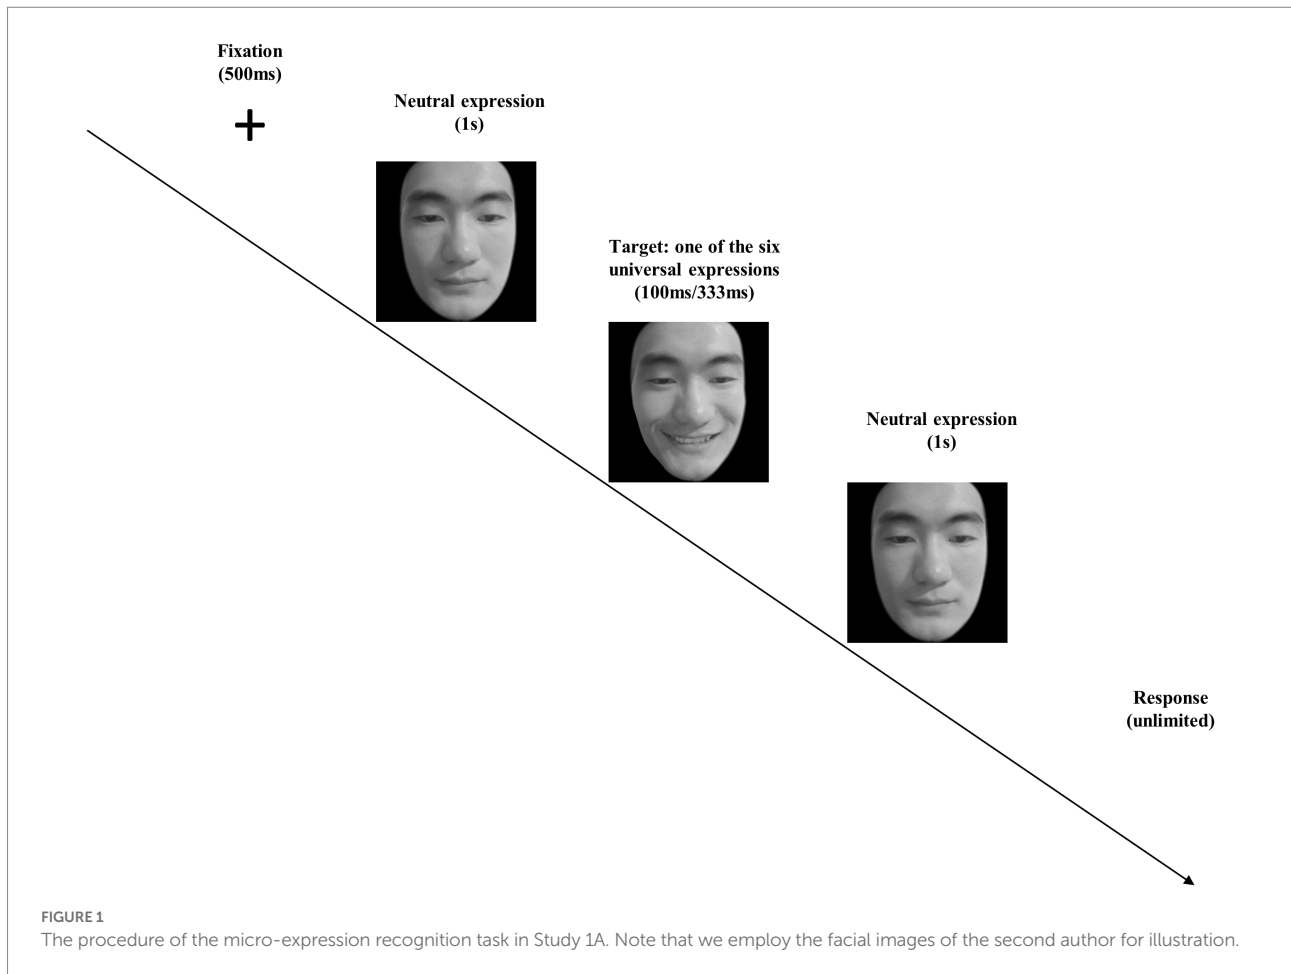 Fixation
(500ms)
Neutral expression
(1s)
Target: one of the six
universal expressions
(100ms/333ms)
Neutral expression
(1s)
Response
(unlimited)
FIGURE 1
The procedure of the micro-expression recognition task in Study 1A. Note that we employ the facial images of the second author for illustration.